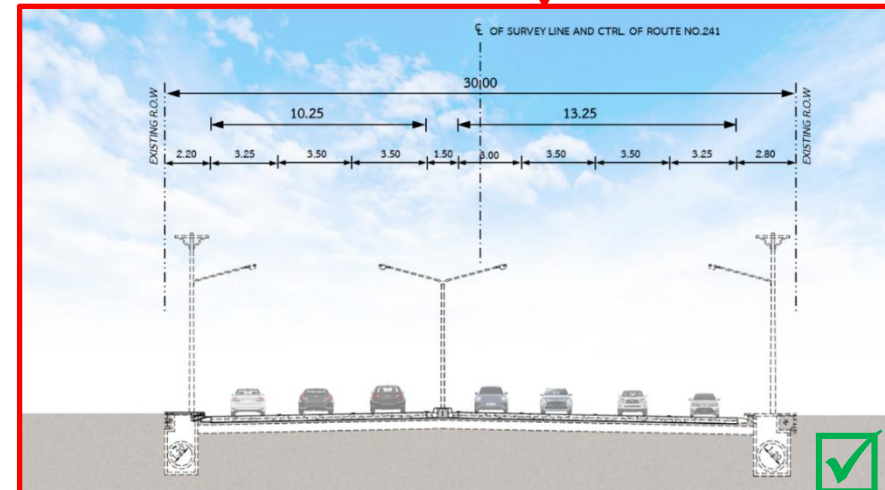 ℄ OF SURVEY LINE AND CTRL. OF ROUTE NO.241
30.00
10.25 13.25
EXISTING R.O.W
2.20 3.25 3.50 3.50 1.50 3.00 3.50 3.50 3.25 2.80
EXISTING R.O.W